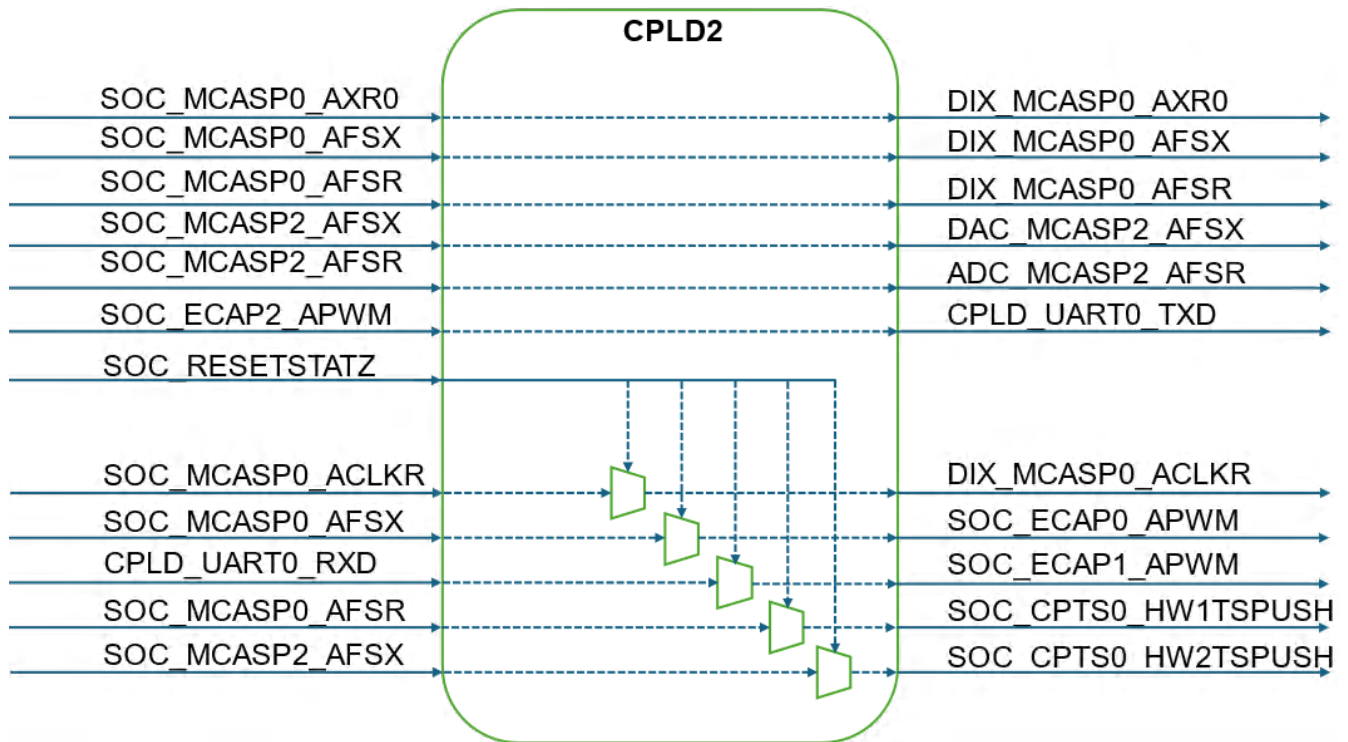 CPLD2
SOC_MCASP0_AXR0 DIX_MCASP0_AXR0
SOC_MCASP0_AFSX DIX_MCASP0_AFSX
SOC_MCASP0_AFSR DIX_MCASP0_AFSR
SOC_MCASP2_AFSX DAC_MCASP2_AFSX
SOC_MCASP2_AFSR ADC_MCASP2_AFSR
SOC_ECAP2_APWM CPLD_UART0_TXD
SOC_RESETSTATZ
SOC_MCASP0_ACLKR DIX_MCASP0_ACLKR
SOC_MCASP0_AFSX SOC_ECAP0_APWM
CPLD_UART0_RXD SOC_ECAP1_APWM
SOC_MCASP0_AFSR SOC_CPTS0_HW1TSPUSH
SOC_MCASP2_AFSX SOC_CPTS0_HW2TSPUSH